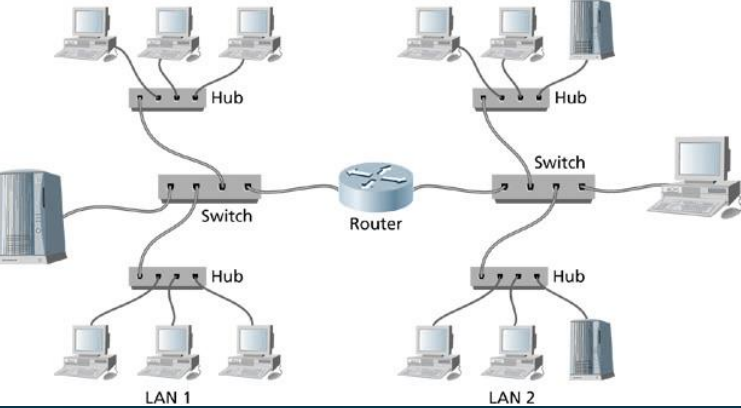 Hub
Hub
Switch
Switch
Router
Hub
Hub
LAN 1
LAN 2